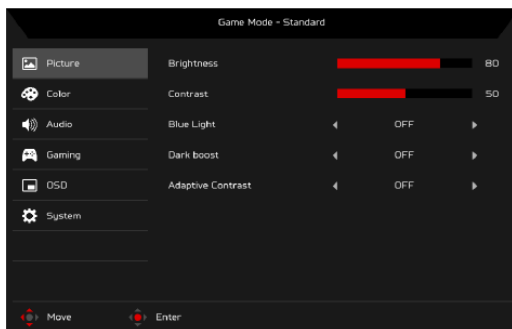 Game Mode - Standard
Picture
Brightness 80
Color
Contrast 50
Audio
Blue Light OFF
Gaming
Dark boost OFF
OSD
Adaptive Contrast OFF
System
Move Enter